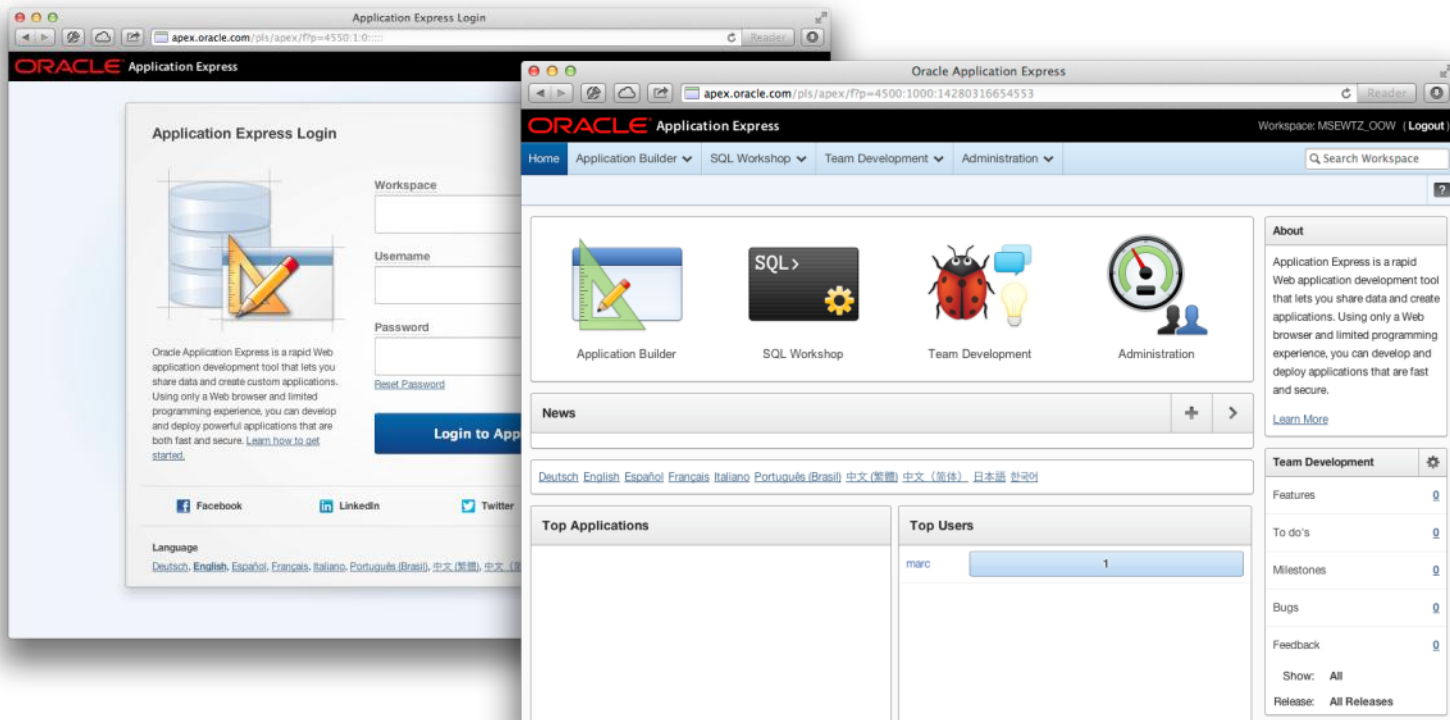 Application Express Login
apex.oracle.com/pls/apex/f?p=4550:1:0:::::
Reader
ORACLE Application Express
Application Express Login
Workspace
Username
Password
Reset Password
Oracle Application Express is a rapid Web
application development tool that lets you
share data and create custom applications.
Using only a Web browser and limited
programming experience, you can develop
and deploy powerful applications that are
both fast and secure. Learn how to get
started.
Login to App
Facebook
LinkedIn
Twitter
Language
Deutsch, English, Español, Français, Italiano, Português (Brasil), 中文 (繁體), 中文
Oracle Application Express
apex.oracle.com/pls/apex/f?p=4500:1000:14280316654553
Reader
ORACLE Application Express
Workspace: MSEWTZ_OOW (Logout)
Home
Application Builder
SQL Workshop
Team Development
Administration
Search Workspace
?
SQL>
Application Builder
SQL Workshop
Team Development
Administration
News
Deutsch English Español Français Italiano Português (Brasil) 中文 (繁體) 中文（简体） 日本語 한국어
Top Applications
Top Users
marc
1
About
Application Express is a rapid
Web application development tool
that lets you share data and create
applications. Using only a Web
browser and limited programming
experience, you can develop and
deploy applications that are fast
and secure.
Learn More
Team Development
Features 0
To do's 0
Milestones 0
Bugs 0
Feedback 0
Show: All
Release: All Releases